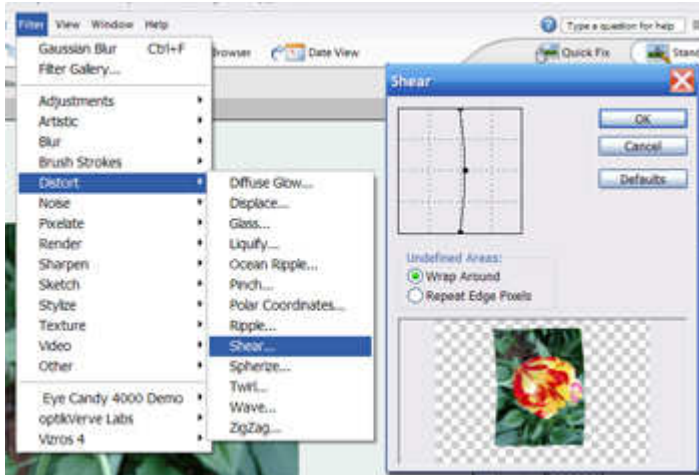 Filter View Window Help
Type a question for help
Gaussian Blur Ctrl+F
Filter Gallery...
Browser
Date View
Quick Fix
Stand
Adjustments
Artistic
Blur
Brush Strokes
Distort
Noise
Pixelate
Render
Sharpen
Sketch
Stylize
Texture
Video
Other
Eye Candy 4000 Demo
optikVerve Labs
Vizros 4
Diffuse Glow...
Displace...
Glass...
Liquify...
Ocean Ripple...
Pinch...
Polar Coordinates...
Ripple...
Shear...
Spherize...
Twirl...
Wave...
ZigZag...
Shear
OK
Cancel
Defaults
Undefined Areas:
Wrap Around
Repeat Edge Pixels